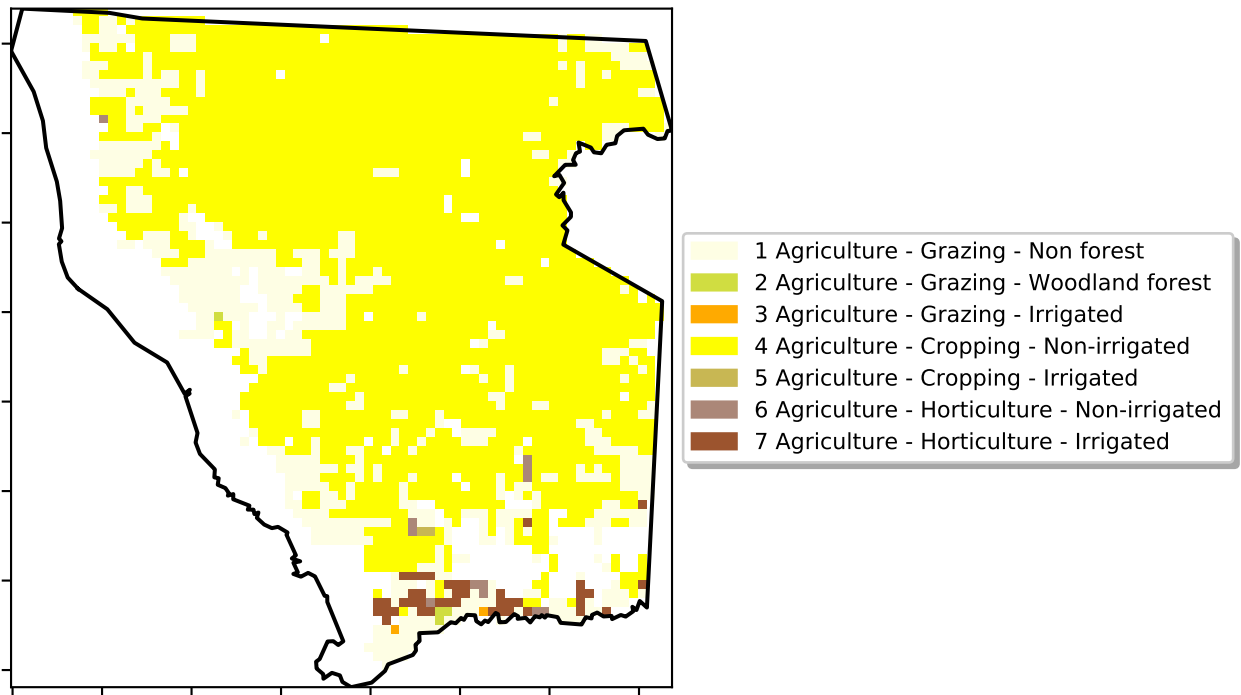 1 Agriculture - Grazing - Non forest
2 Agriculture - Grazing - Woodland forest
3 Agriculture - Grazing - Irrigated
4 Agriculture - Cropping - Non-irrigated
5 Agriculture - Cropping - Irrigated
6 Agriculture - Horticulture - Non-irrigated
7 Agriculture - Horticulture - Irrigated